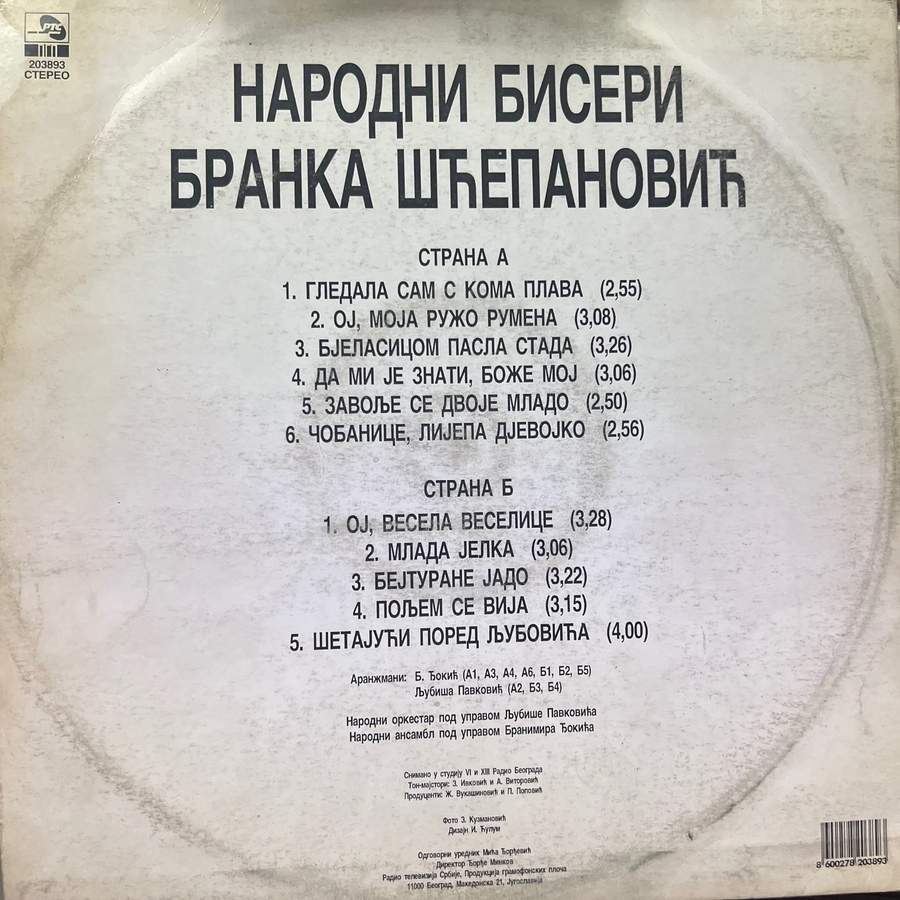 РТС
203893
СТЕРЕО
НАРОДНИ БИСЕРИ
БРАНКА ШЋЕПАНОВИЋ
СТРАНА А
1. ГЛЕДАЛА САМ С КОМА ПЛАВА (2,55)
2. ОЈ, МОЈА РУЖО РУМЕНА (3,08)
3. БЈЕЛАСИЦОМ ПАСЛА СТАДА (3,26)
4. ДА МИ ЈЕ ЗНАТИ, БОЖЕ МОЈ (3,06)
5. ЗАВОЉЕ СЕ ДВОЈЕ МЛАДО (2,50)
6. ЧОБАНИЦЕ, ЛИЈЕПА ДЈЕВОЈКО (2,56)
СТРАНА Б
1. ОЈ, ВЕСЕЛА ВЕСЕЛИЦЕ (3,28)
2. МЛАДА ЈЕЛКА (3,06)
3. БЕЈТУРАНЕ ЈАДО (3,22)
4. ПОЉЕМ СЕ ВИЈА (3,15)
5. ШЕТАЈУЋИ ПОРЕД ЉУБОВИЋА (4,00)
Аранжмани: Б. Ђокић (А1, А3, А4, А6, Б1, Б2, Б5)
Љубиша Павковић (А2, Б3, Б4)
Народни оркестар под управом Љубише Павковића
Народни ансамбл под управом Бранимира Ђокића
Снимано у студију VI и XIII Радио Београда
Тон-мајстори: З. Ивковић и А. Виторовић
Продуценти: Ж. Вукашиновић и П. Поповић
Фото З. Кузмановић
Дизајн И. Ћулум
Одговорни уредник Мића Ђорђевић
Директор Ђорђе Минков
Радио телевизија Србије, Продукција грамофонских плоча
11000 Београд, Македонска 21, Југославија
8 600278 203893